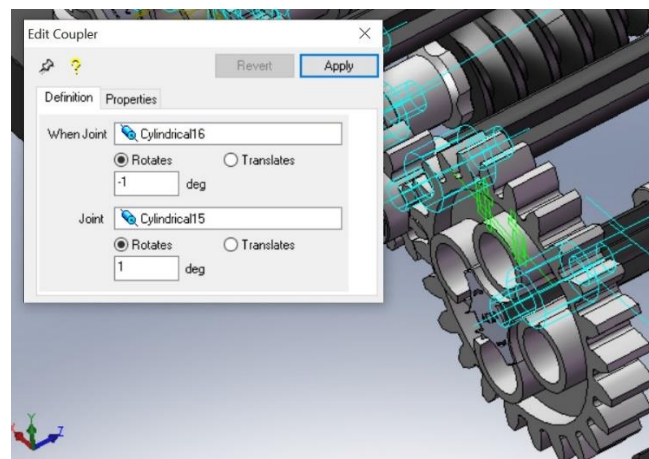 Edit Coupler
Revert
Apply
Definition
Properties
When Joint
Cylindrical16
Rotates
Translates
-1
deg
Joint
Cylindrical15
Rotates
Translates
1
deg
Y
Z